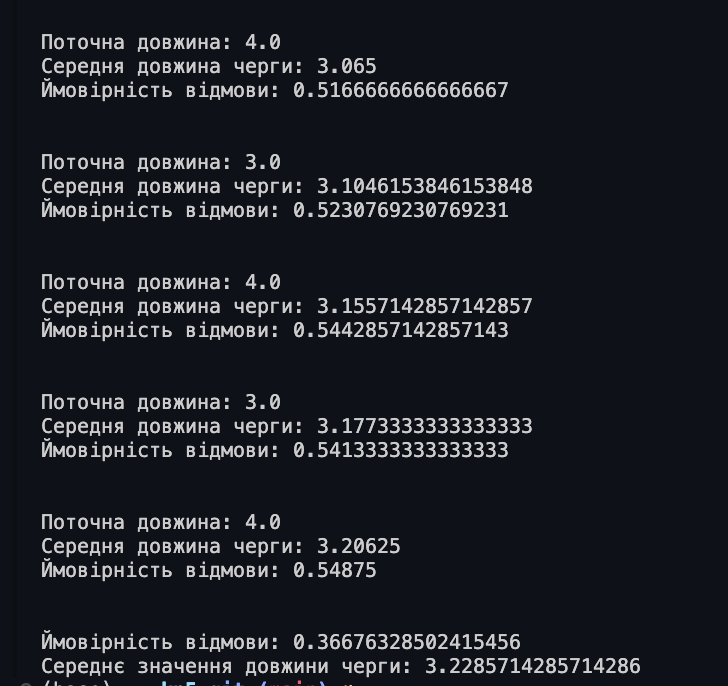 Поточна довжина: 4.0
Середня довжина черги: 3.065
Ймовірність відмови: 0.5166666666666667
Поточна довжина: 3.0
Середня довжина черги: 3.1046153846153848
Ймовірність відмови: 0.5230769230769231
Поточна довжина: 4.0
Середня довжина черги: 3.1557142857142857
Ймовірність відмови: 0.5442857142857143
Поточна довжина: 3.0
Середня довжина черги: 3.1773333333333333
Ймовірність відмови: 0.5413333333333333
Поточна довжина: 4.0
Середня довжина черги: 3.20625
Ймовірність відмови: 0.54875
Ймовірність відмови: 0.36676328502415456
Середнє значення довжини черги: 3.2285714285714286